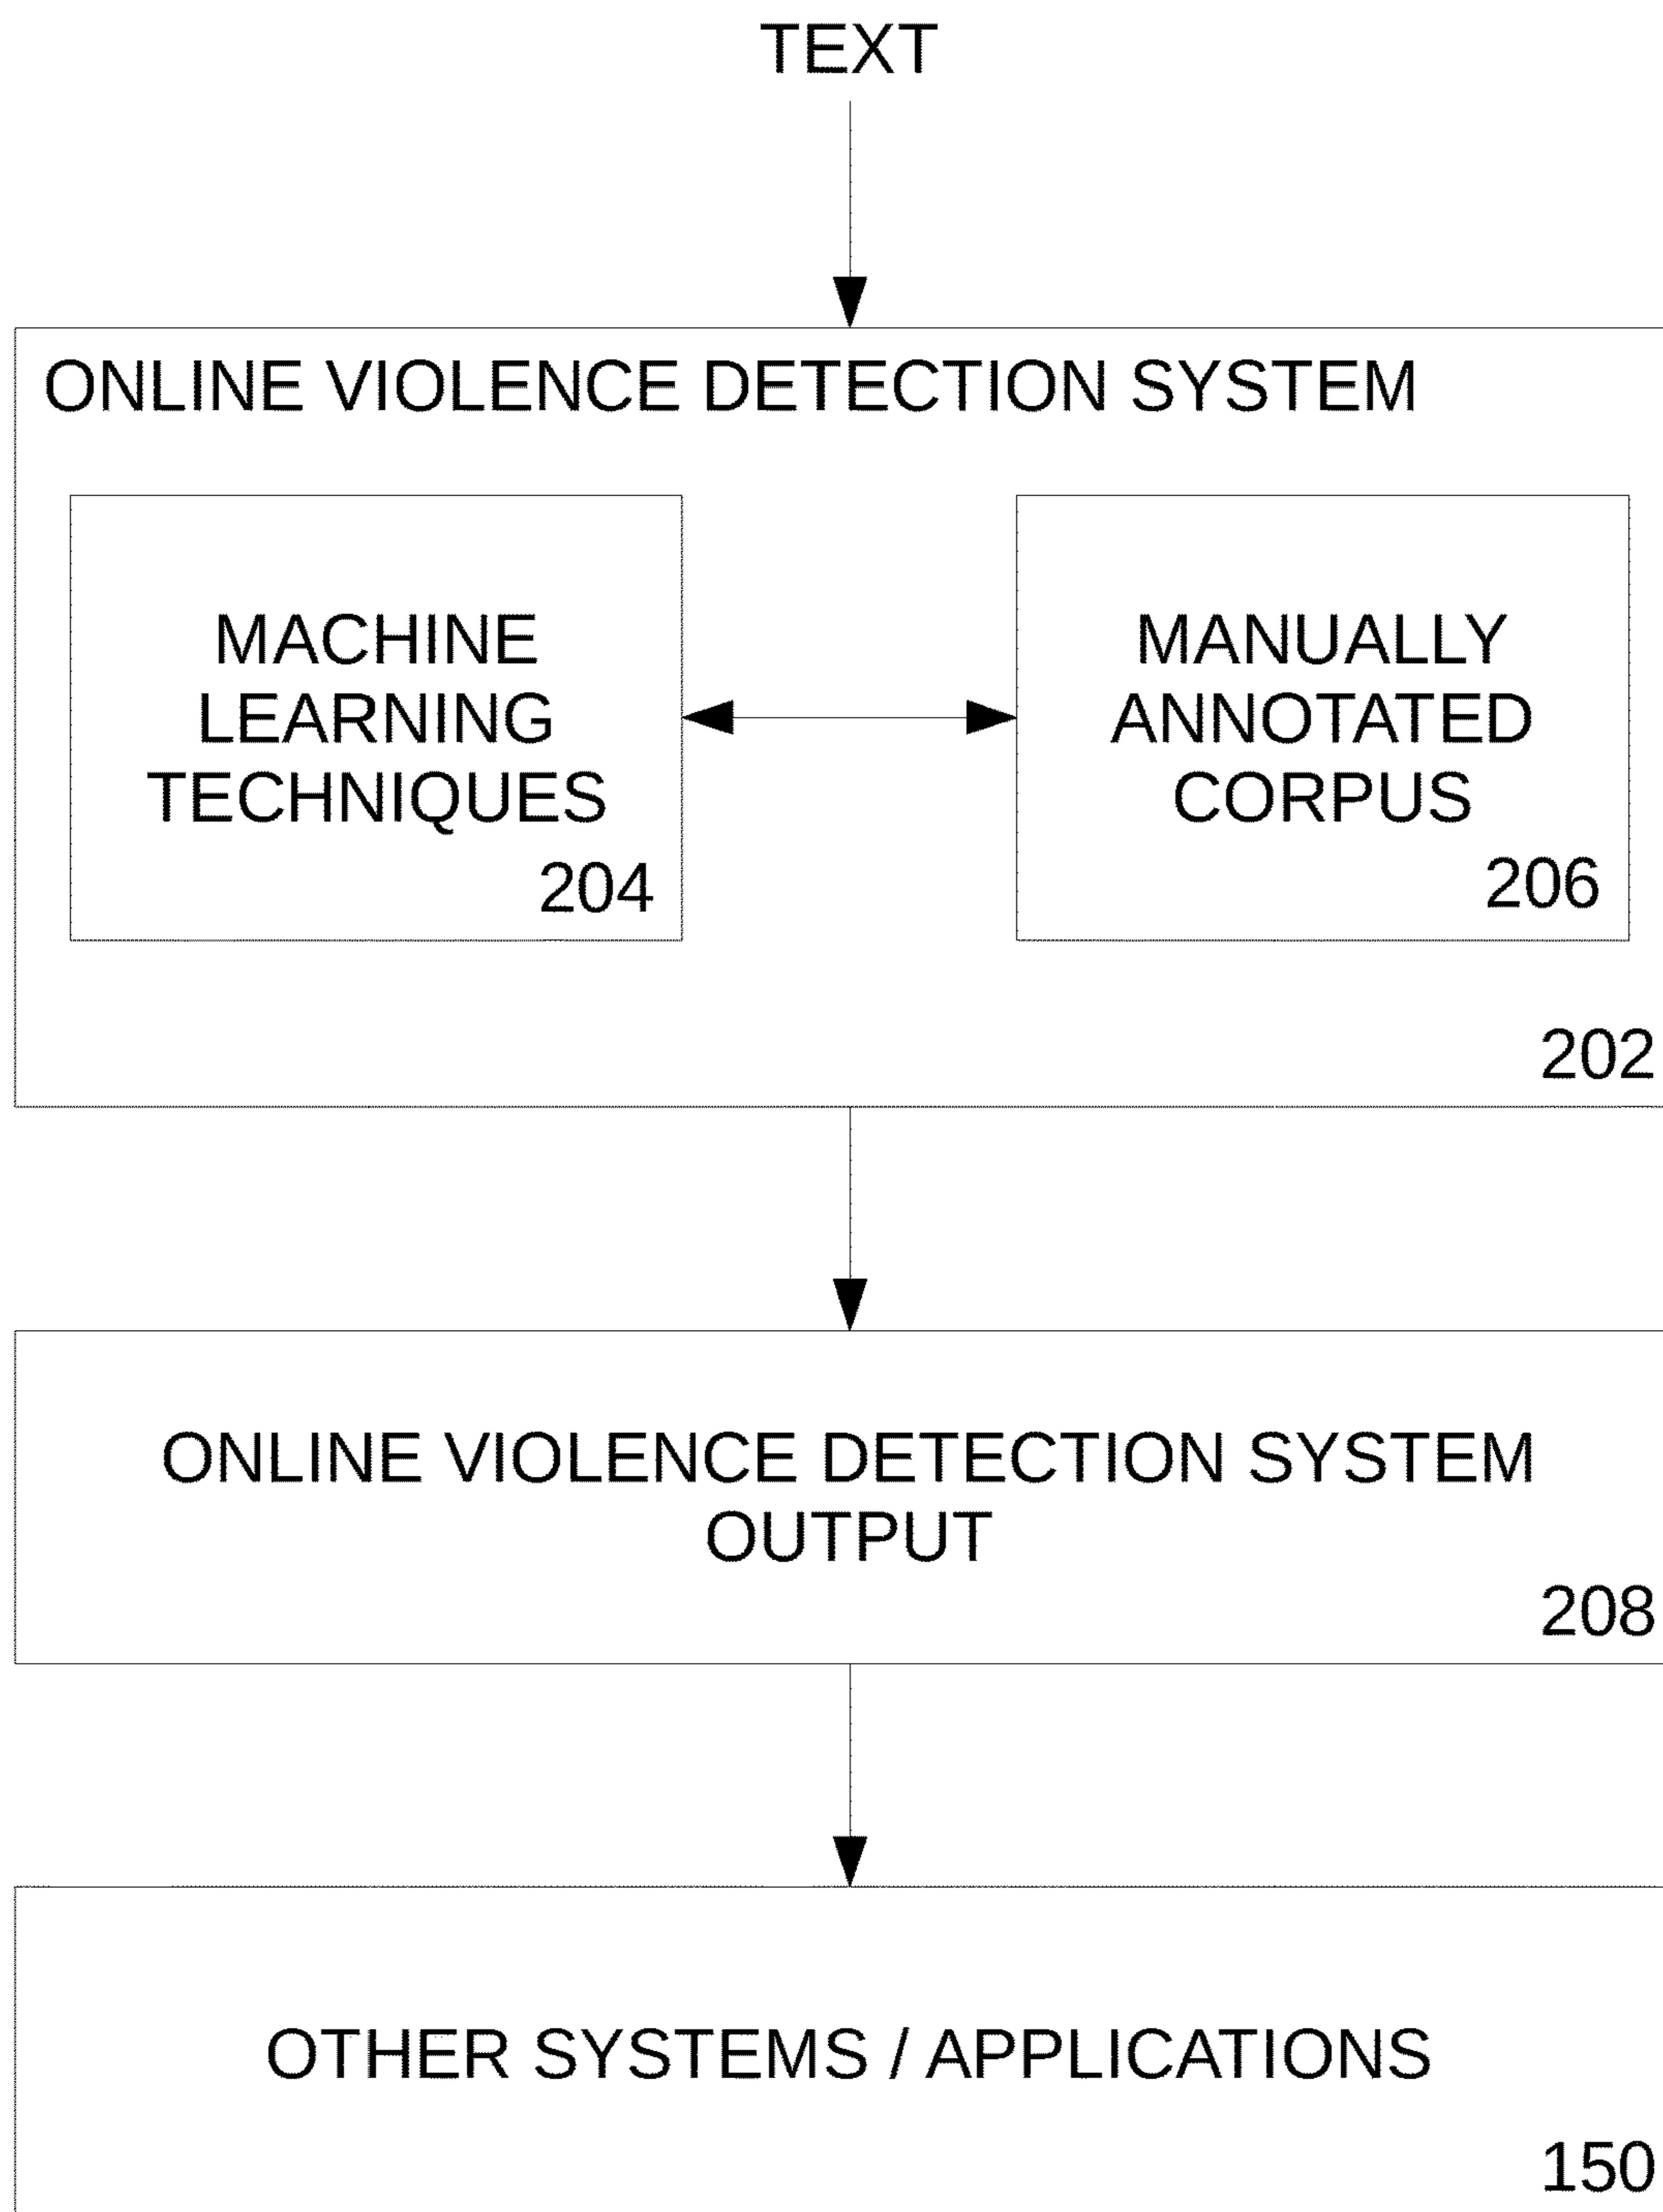 TEXT
ONLINE VIOLENCE DETECTION SYSTEM
MACHINE
LEARNING
TECHNIQUES
204
MANUALLY
ANNOTATED
CORPUS
206
202
ONLINE VIOLENCE DETECTION SYSTEM
OUTPUT
208
OTHER SYSTEMS / APPLICATIONS
150